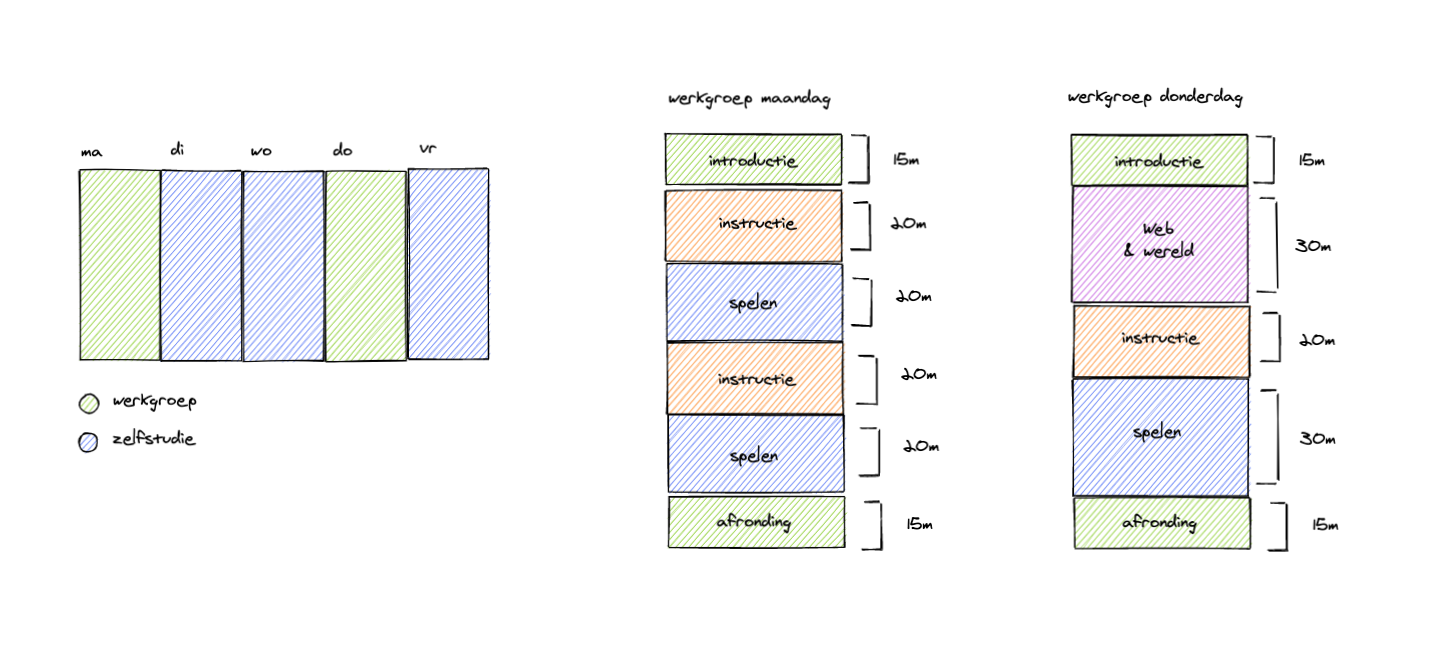 ma di wo do vr
werkgroep
zelfstudie
werkgroep maandag
introductie 15m
instructie 20m
spelen 20m
instructie 20m
spelen 20m
afronding 15m
werkgroep donderdag
introductie 15m
Web
& wereld 30m
instructie 20m
spelen 30m
afronding 15m